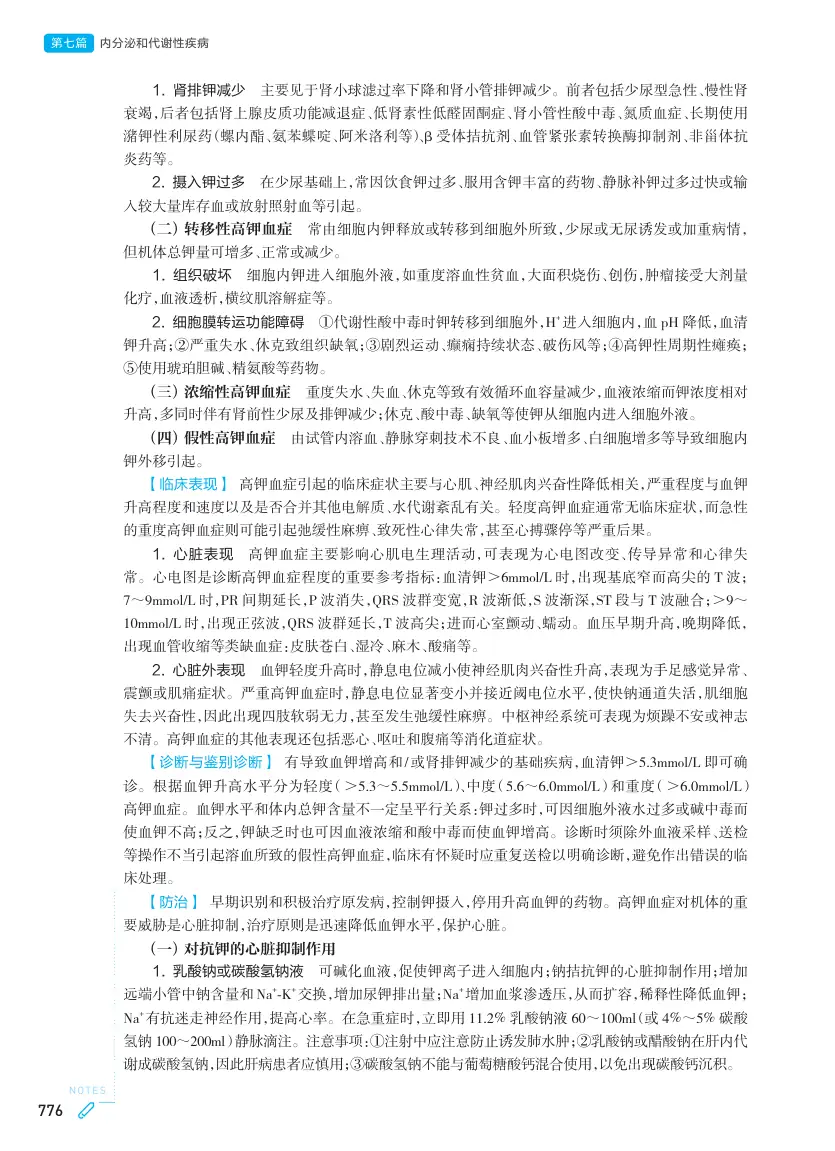 第七篇 内分泌和代谢性疾病
1. 肾排钾减少 主要见于肾小球滤过率下降和肾小管排钾减少。前者包括少尿型急性、慢性肾
衰竭,后者包括肾上腺皮质功能减退症、低肾素性低醛固酮症、肾小管性酸中毒、氮质血症、长期使用
潴钾性利尿药(螺内酯、氨苯蝶啶、阿米洛利等)、β 受体拮抗剂、血管紧张素转换酶抑制剂、非甾体抗
炎药等。
2. 摄入钾过多 在少尿基础上,常因饮食钾过多、服用含钾丰富的药物、静脉补钾过多过快或输
入较大量库存血或放射照射血等引起。
(二) 转移性高钾血症 常由细胞内钾释放或转移到细胞外所致,少尿或无尿诱发或加重病情,
但机体总钾量可增多、正常或减少。
1. 组织破坏 细胞内钾进入细胞外液,如重度溶血性贫血,大面积烧伤、创伤,肿瘤接受大剂量
化疗,血液透析,横纹肌溶解症等。
2. 细胞膜转运功能障碍 ①代谢性酸中毒时钾转移到细胞外,H⁺进入细胞内,血 pH 降低,血清
钾升高;②严重失水、休克致组织缺氧;③剧烈运动、癫痫持续状态、破伤风等;④高钾性周期性瘫痪;
⑤使用琥珀胆碱、精氨酸等药物。
(三) 浓缩性高钾血症 重度失水、失血、休克等致有效循环血容量减少,血液浓缩而钾浓度相对
升高,多同时伴有肾前性少尿及排钾减少;休克、酸中毒、缺氧等使钾从细胞内进入细胞外液。
(四) 假性高钾血症 由试管内溶血、静脉穿刺技术不良、血小板增多、白细胞增多等导致细胞内
钾外移引起。
【临床表现】 高钾血症引起的临床症状主要与心肌、神经肌肉兴奋性降低相关,严重程度与血钾
升高程度和速度以及是否合并其他电解质、水代谢紊乱有关。轻度高钾血症通常无临床症状,而急性
的重度高钾血症则可能引起弛缓性麻痹、致死性心律失常,甚至心搏骤停等严重后果。
1. 心脏表现 高钾血症主要影响心肌电生理活动,可表现为心电图改变、传导异常和心律失
常。心电图是诊断高钾血症程度的重要参考指标:血清钾>6mmol/L 时,出现基底窄而高尖的 T 波;
7~9mmol/L 时,PR 间期延长,P 波消失,QRS 波群变宽,R 波渐低,S 波渐深,ST 段与 T 波融合;>9~
10mmol/L 时,出现正弦波,QRS 波群延长,T 波高尖;进而心室颤动、蠕动。血压早期升高,晚期降低,
出现血管收缩等类缺血症:皮肤苍白、湿冷、麻木、酸痛等。
2. 心脏外表现 血钾轻度升高时,静息电位减小使神经肌肉兴奋性升高,表现为手足感觉异常、
震颤或肌痛症状。严重高钾血症时,静息电位显著变小并接近阈电位水平,使快钠通道失活,肌细胞
失去兴奋性,因此出现四肢软弱无力,甚至发生弛缓性麻痹。中枢神经系统可表现为烦躁不安或神志
不清。高钾血症的其他表现还包括恶心、呕吐和腹痛等消化道症状。
【诊断与鉴别诊断】 有导致血钾增高和/或肾排钾减少的基础疾病,血清钾>5.3mmol/L 即可确
诊。根据血钾升高水平分为轻度(>5.3~5.5mmol/L)、中度(5.6~6.0mmol/L)和重度(>6.0mmol/L)
高钾血症。血钾水平和体内总钾含量不一定呈平行关系:钾过多时,可因细胞外液水过多或碱中毒而
使血钾不高;反之,钾缺乏时也可因血液浓缩和酸中毒而使血钾增高。诊断时须除外血液采样、送检
等操作不当引起溶血所致的假性高钾血症,临床有怀疑时应重复送检以明确诊断,避免作出错误的临
床处理。
【防治】 早期识别和积极治疗原发病,控制钾摄入,停用升高血钾的药物。高钾血症对机体的重
要威胁是心脏抑制,治疗原则是迅速降低血钾水平,保护心脏。
(一) 对抗钾的心脏抑制作用
1. 乳酸钠或碳酸氢钠液 可碱化血液,促使钾离子进入细胞内;钠拮抗钾的心脏抑制作用;增加
远端小管中钠含量和 Na⁺-K⁺交换,增加尿钾排出量;Na⁺增加血浆渗透压,从而扩容,稀释性降低血钾;
Na⁺有抗迷走神经作用,提高心率。在急重症时,立即用 11.2% 乳酸钠液 60~100ml(或 4%~5% 碳酸
氢钠 100~200ml)静脉滴注。注意事项:①注射中应注意防止诱发肺水肿;②乳酸钠或醋酸钠在肝内代
谢成碳酸氢钠,因此肝病患者应慎用;③碳酸氢钠不能与葡萄糖酸钙混合使用,以免出现碳酸钙沉积。
NOTES
776